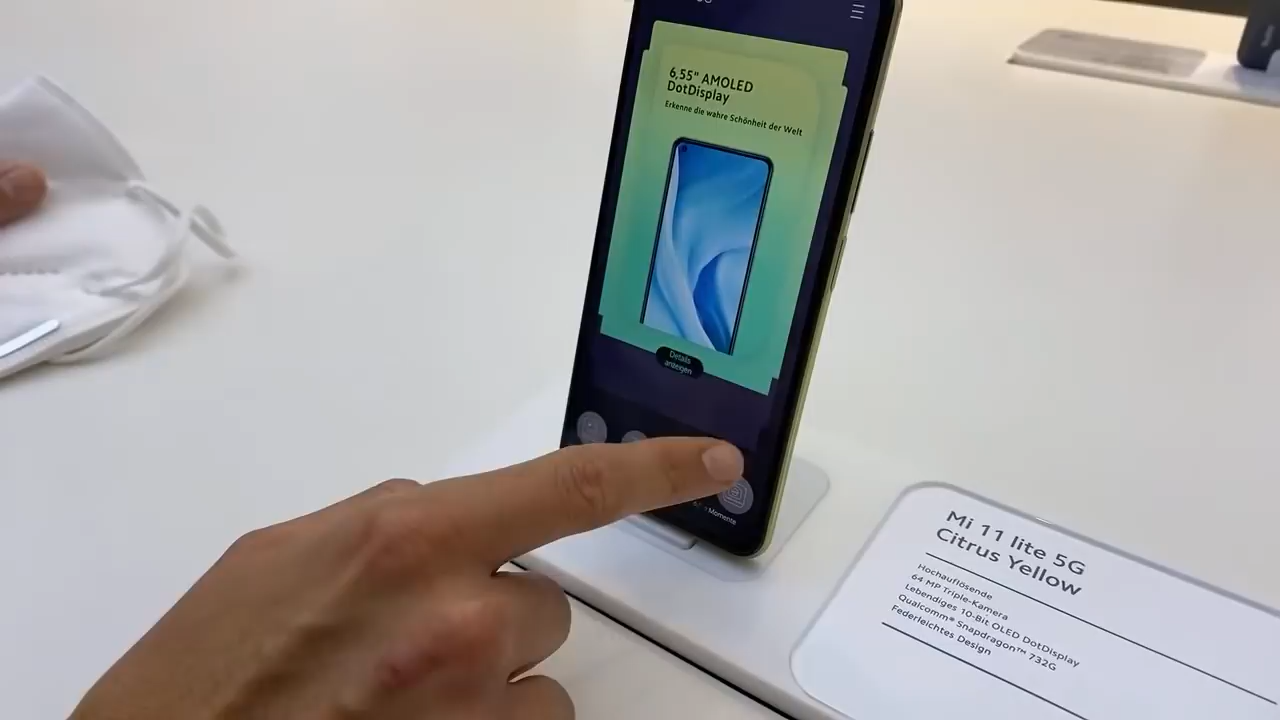 6,55" AMOLED
DotDisplay
Erkenne die wahre Schönheit der Welt
Details
anzeigen
Momente
Mi 11 lite 5G
Citrus Yellow
Hochauflösende
64 MP Triple-Kamera
Lebendiges 10-Bit OLED DotDisplay
Qualcomm® Snapdragon™ 732G
Federleichtes Design